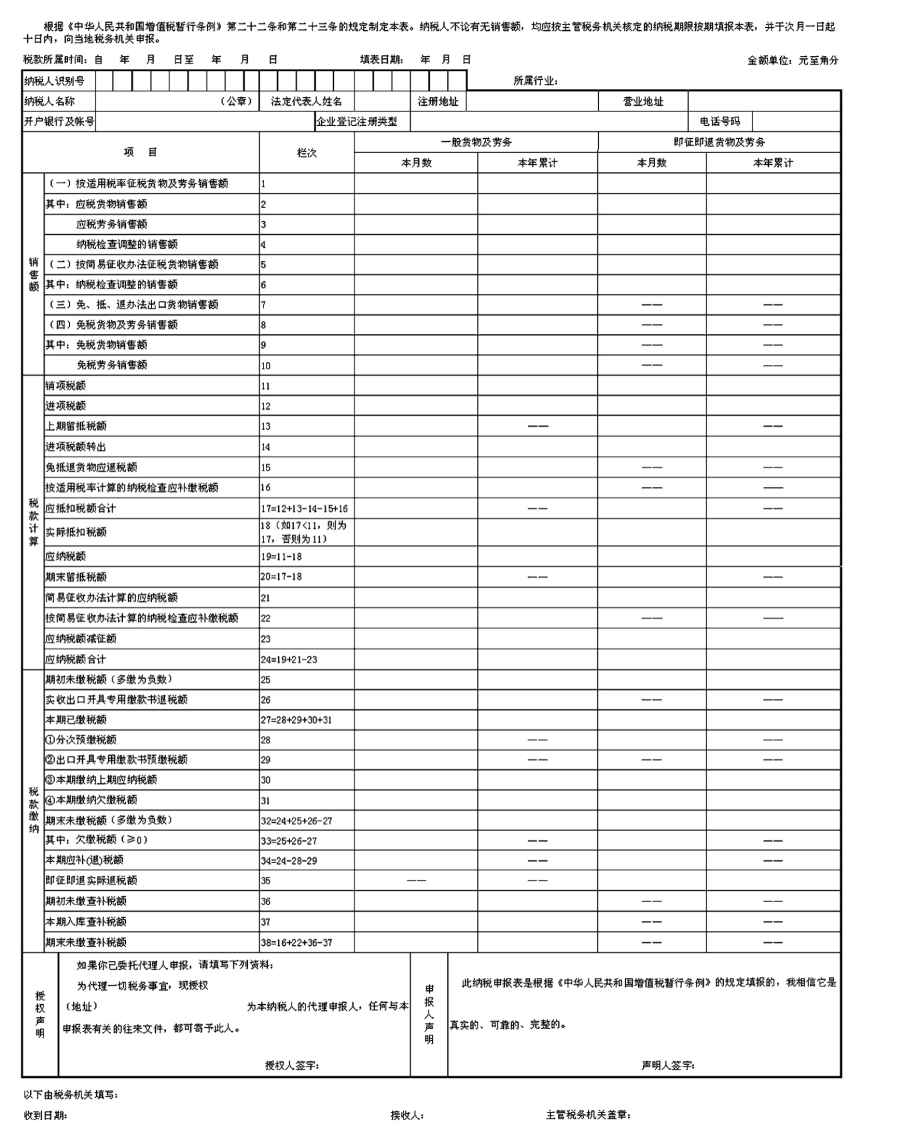 根据《中华人民共和国增值税暂行条例》第二十二条和第二十三条的规定制定本表。纳税人不论有无销售额，均应按主管税务机关核定的纳税期限按期填报本表，并于次月一日起
十日内，向当地税务机关申报。
税款所属时间：自 年 月 日至 年 月 日 填表日期： 年 月 日 金额单位：元至角分
纳税人识别号 所属行业：
纳税人名称 （公章） 法定代表人姓名 注册地址 营业地址
开户银行及帐号 企业登记注册类型 电话号码
项 目 栏次 一般货物及劳务 即征即退货物及劳务
本月数 本年累计 本月数 本年累计
销售额
（一）按适用税率征税货物及劳务销售额 1
其中：应税货物销售额 2
应税劳务销售额 3
纳税检查调整的销售额 4
（二）按简易征收办法征税货物销售额 5
其中：纳税检查调整的销售额 6
（三）免、抵、退办法出口货物销售额 7 —— ——
（四）免税货物及劳务销售额 8 —— ——
其中：免税货物销售额 9 —— ——
免税劳务销售额 10 —— ——
税款计算
销项税额 11
进项税额 12
上期留抵税额 13 —— ——
进项税额转出 14
免抵退货物应退税额 15 —— ——
按适用税率计算的纳税检查应补缴税额 16 —— ——
应抵扣税额合计 17=12+13-14-15+16 —— ——
实际抵扣税额 18（如17<11，则为
17，否则为11）
应纳税额 19=11-18
期末留抵税额 20=17-18 —— ——
简易征收办法计算的应纳税额 21
按简易征收办法计算的纳税检查应补缴税额 22 —— ——
应纳税额减征额 23
应纳税额合计 24=19+21-23
税款缴纳
期初未缴税额（多缴为负数） 25
实收出口开具专用缴款书退税额 26 —— ——
本期已缴税额 27=28+29+30+31
①分次预缴税额 28 —— ——
②出口开具专用缴款书预缴税额 29 —— —— ——
③本期缴纳上期应纳税额 30
④本期缴纳欠缴税额 31
期末未缴税额（多缴为负数） 32=24+25+26-27
其中：欠缴税额（≥0） 33=25+26-27 —— ——
本期应补(退)税额 34=24-28-29 —— ——
即征即退实际退税额 35 —— ——
期初未缴查补税额 36 —— ——
本期入库查补税额 37 —— ——
期末未缴查补税额 38=16+22+36-37 —— ——
授权声明
如果你已委托代理人申报，请填写下列资料：
为代理一切税务事宜，现授权
（地址） 为本纳税人的代理申报人，任何与本
申报表有关的往来文件，都可寄予此人。
授权人签字：
申报人声明
此纳税申报表是根据《中华人民共和国增值税暂行条例》的规定填报的，我相信它是
真实的、可靠的、完整的。
声明人签字：
以下由税务机关填写：
收到日期： 接收人： 主管税务机关盖章：